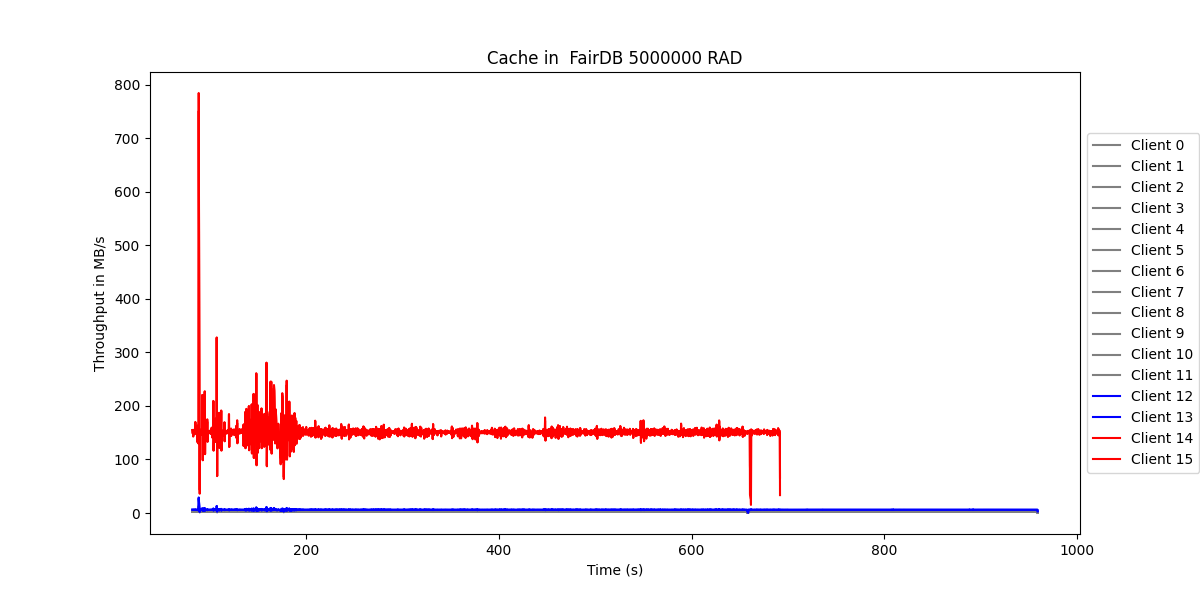 Cache in  FairDB 5000000 RAD
Throughput in MB/s
800
700
600
500
400
300
200
100
0
200
400
600
800
1000
Time (s)
Client 0
Client 1
Client 2
Client 3
Client 4
Client 5
Client 6
Client 7
Client 8
Client 9
Client 10
Client 11
Client 12
Client 13
Client 14
Client 15